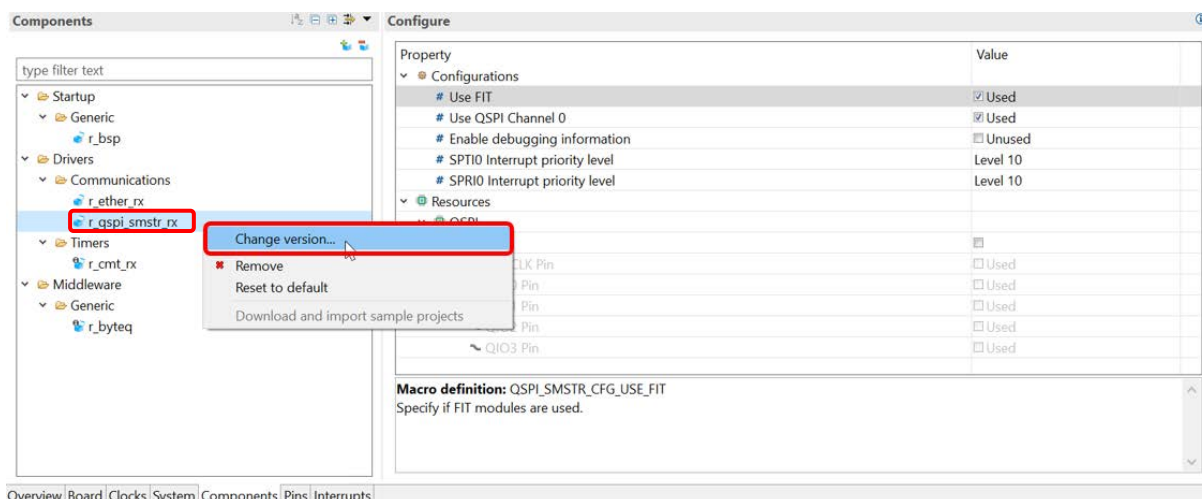 Components
Configure
type filter text
Startup
Generic
r_bsp
Drivers
Communications
r_ether_rx
r_qspi_smstr_rx
Timers
r_cmt_rx
Middleware
Generic
r_byteq
Change version...
Remove
Reset to default
Download and import sample projects
Property Value
Configurations
# Use FIT Used
# Use QSPI Channel 0 Used
# Enable debugging information Unused
# SPTI0 Interrupt priority level Level 10
# SPRI0 Interrupt priority level Level 10
Resources
QSPI
CLK Pin Used
Pin Used
Pin Used
Pin Used
QIO3 Pin Used
Macro definition: QSPI_SMSTR_CFG_USE_FIT
Specify if FIT modules are used.
Overview Board Clocks System Components Pins Interrupts